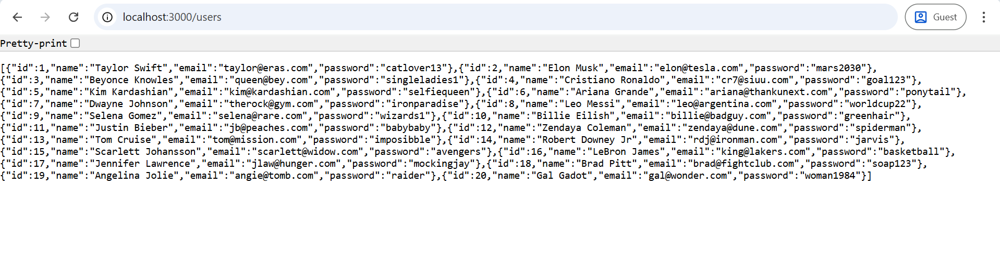 localhost:3000/users
Guest
Pretty-print
[{"id":1,"name":"Taylor Swift","email":"taylor@eras.com","password":"catlover13"},{"id":2,"name":"Elon Musk","email":"elon@tesla.com","password":"mars2030"},
{"id":3,"name":"Beyonce Knowles","email":"queen@bey.com","password":"singleladies1"},{"id":4,"name":"Cristiano Ronaldo","email":"cr7@siuu.com","password":"goal123"},
{"id":5,"name":"Kim Kardashian","email":"kim@kardashian.com","password":"selfiequeen"},{"id":6,"name":"Ariana Grande","email":"ariana@thankunext.com","password":"ponytail"},
{"id":7,"name":"Dwayne Johnson","email":"therock@gym.com","password":"ironparadise"},{"id":8,"name":"Leo Messi","email":"leo@argentina.com","password":"worldcup22"},
{"id":9,"name":"Selena Gomez","email":"selena@rare.com","password":"wizards1"},{"id":10,"name":"Billie Eilish","email":"billie@badguy.com","password":"greenhair"},
{"id":11,"name":"Justin Bieber","email":"jb@peaches.com","password":"babybaby"},{"id":12,"name":"Zendaya Coleman","email":"zendaya@dune.com","password":"spiderman"},
{"id":13,"name":"Tom Cruise","email":"tom@mission.com","password":"imposibble"},{"id":14,"name":"Robert Downey Jr","email":"rdj@ironman.com","password":"jarvis"},
{"id":15,"name":"Scarlett Johansson","email":"scarlett@widow.com","password":"avengers"},{"id":16,"name":"LeBron James","email":"king@lakers.com","password":"basketball"},
{"id":17,"name":"Jennifer Lawrence","email":"jlaw@hunger.com","password":"mockingjay"},{"id":18,"name":"Brad Pitt","email":"brad@fightclub.com","password":"soap123"},
{"id":19,"name":"Angelina Jolie","email":"angie@tomb.com","password":"raider"},{"id":20,"name":"Gal Gadot","email":"gal@wonder.com","password":"woman1984"}]